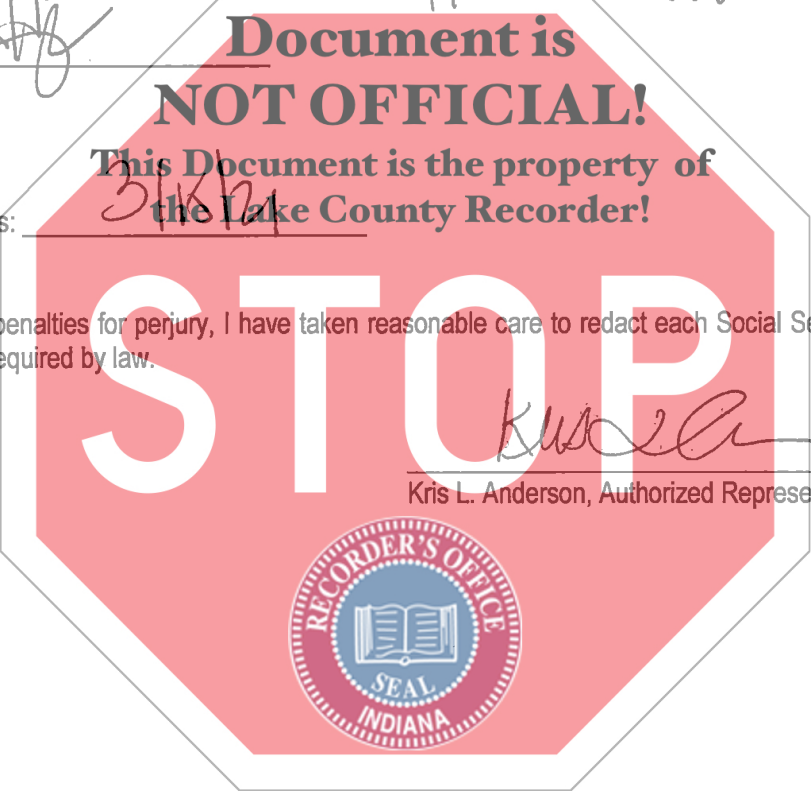 Document is
NOT OFFICIAL!
This Document is the property of
the Lake County Recorder!
s: 3/18/21
penalties for perjury, I have taken reasonable care to redact each Social Se
equired by law.
STOP
Kris L. Anderson, Authorized Represe
RECORDER'S OFFICE
SEAL
INDIANA